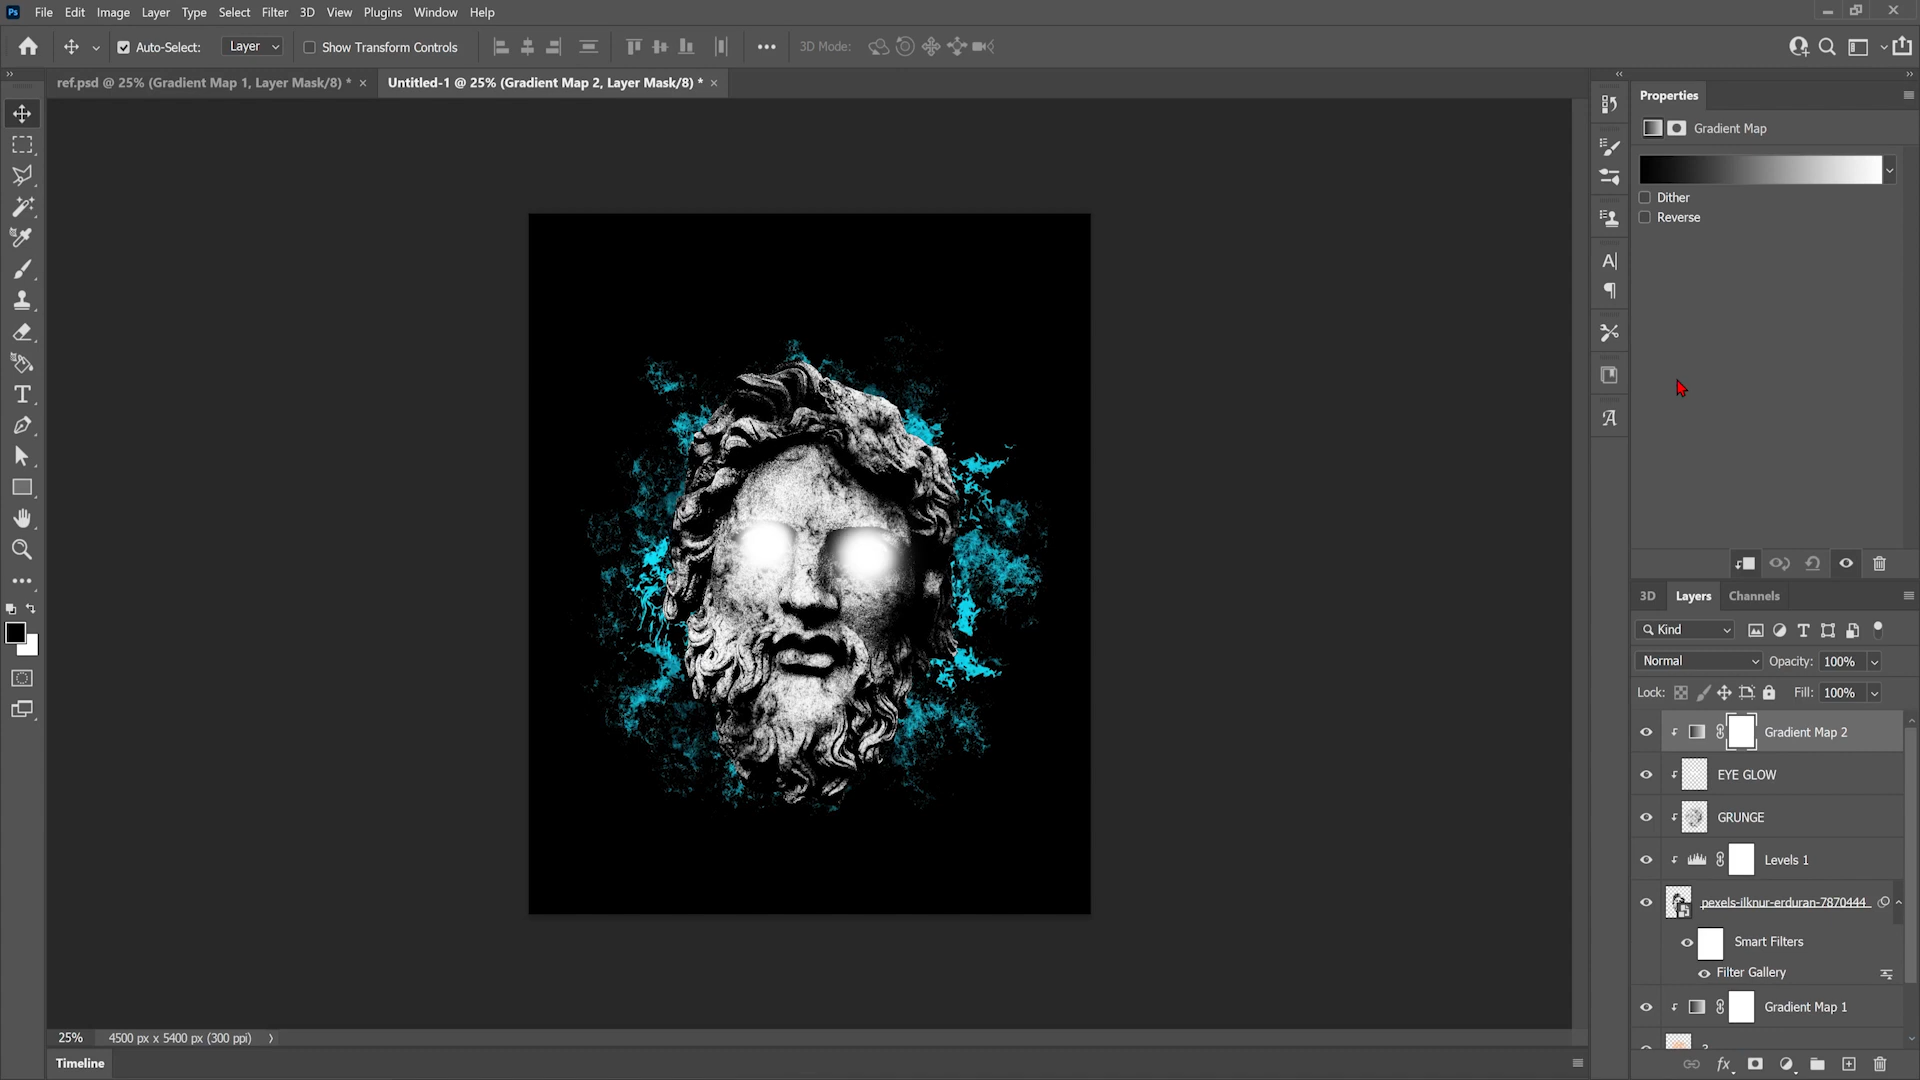 Ps File Edit Image Layer Type Select Filter 3D View Plugins Window Help
Auto-Select: Layer Show Transform Controls 3D Mode:
ref.psd @ 25% (Gradient Map 1, Layer Mask/8) * × Untitled-1 @ 25% (Gradient Map 2, Layer Mask/8) * ×
Properties
Gradient Map
Dither
Reverse
3D Layers Channels
Kind
Normal Opacity: 100%
Lock: Fill: 100%
Gradient Map 2
EYE GLOW
GRUNGE
Levels 1
pexels-ilknur-erduran-7870444
Smart Filters
Filter Gallery
Gradient Map 1
25% 4500 px x 5400 px (300 ppi)
Timeline